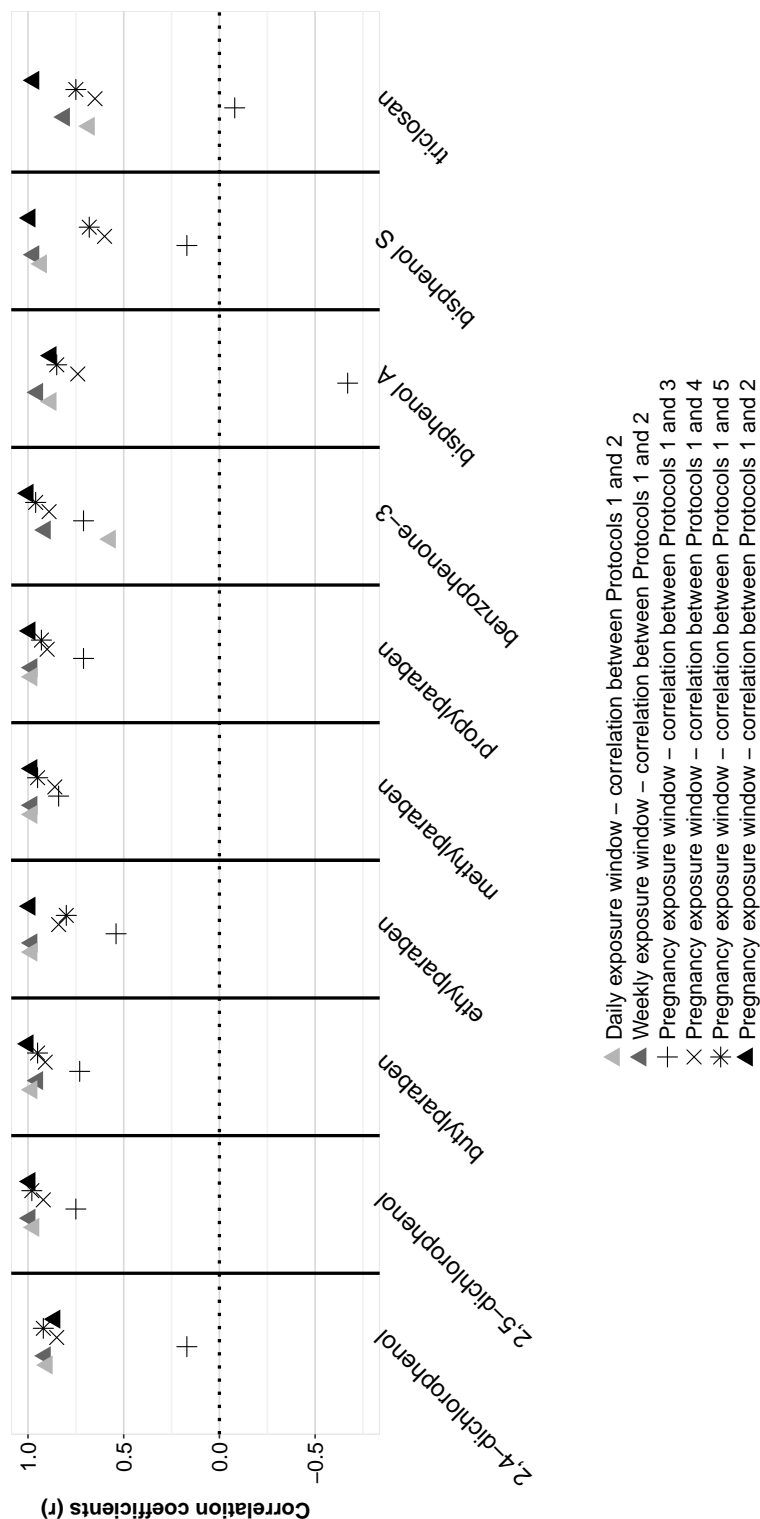 Correlation coefficients (r)
1.0
0.5
0.0
−0.5
2,4−dichlorophenol
2,5−dichlorophenol
butylparaben
ethylparaben
methylparaben
propylparaben
benzophenone−3
bisphenol A
bisphenol S
triclosan
Daily exposure window − correlation between Protocols 1 and 2
Weekly exposure window − correlation between Protocols 1 and 2
Pregnancy exposure window − correlation between Protocols 1 and 3
Pregnancy exposure window − correlation between Protocols 1 and 4
Pregnancy exposure window − correlation between Protocols 1 and 5
Pregnancy exposure window − correlation between Protocols 1 and 2